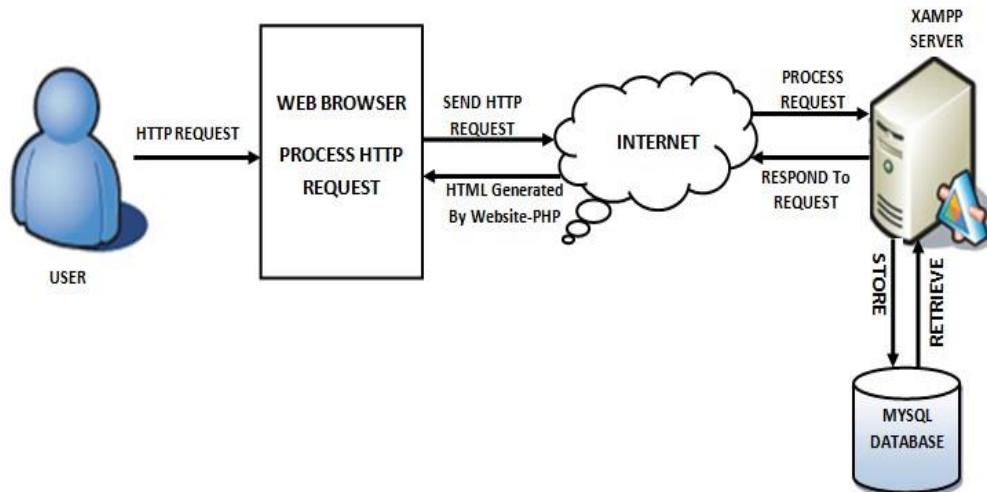 XAMPP
SERVER
HTTP REQUEST
USER
WEB BROWSER
PROCESS HTTP
REQUEST
SEND HTTP
REQUEST
HTML Generated
By Website-PHP
INTERNET
PROCESS
REQUEST
RESPOND To
REQUEST
STORE
RETRIEVE
MYSQL
DATABASE